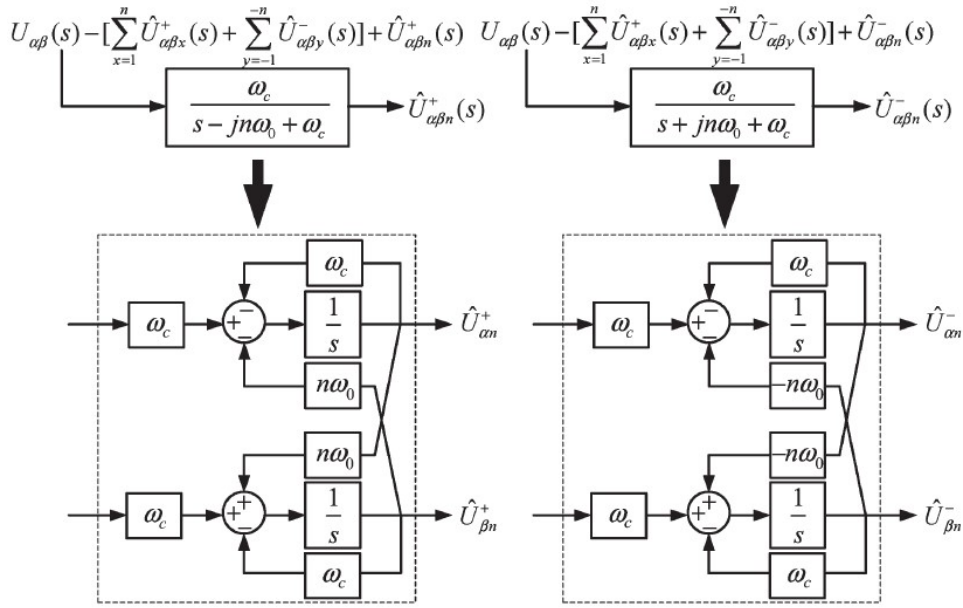 U_{αβ}(s) − [∑_{x=1}^{n} Û^{+}_{αβx}(s) + ∑_{y=−1}^{−n} Û^{−}_{αβy}(s)] + Û^{+}_{αβn}(s)
ω_c / (s − jnω_0 + ω_c)
Û^{+}_{αβn}(s)
ω_c
ω_c
+
−
−
1/s
Û^{+}_{αn}
nω_0
nω_0
ω_c
+
+
−
1/s
Û^{+}_{βn}
ω_c
U_{αβ}(s) − [∑_{x=1}^{n} Û^{+}_{αβx}(s) + ∑_{y=−1}^{−n} Û^{−}_{αβy}(s)] + Û^{−}_{αβn}(s)
ω_c / (s + jnω_0 + ω_c)
Û^{−}_{αβn}(s)
ω_c
ω_c
+
−
−
1/s
Û^{−}_{αn}
−nω_0
−nω_0
ω_c
+
+
−
1/s
Û^{−}_{βn}
ω_c